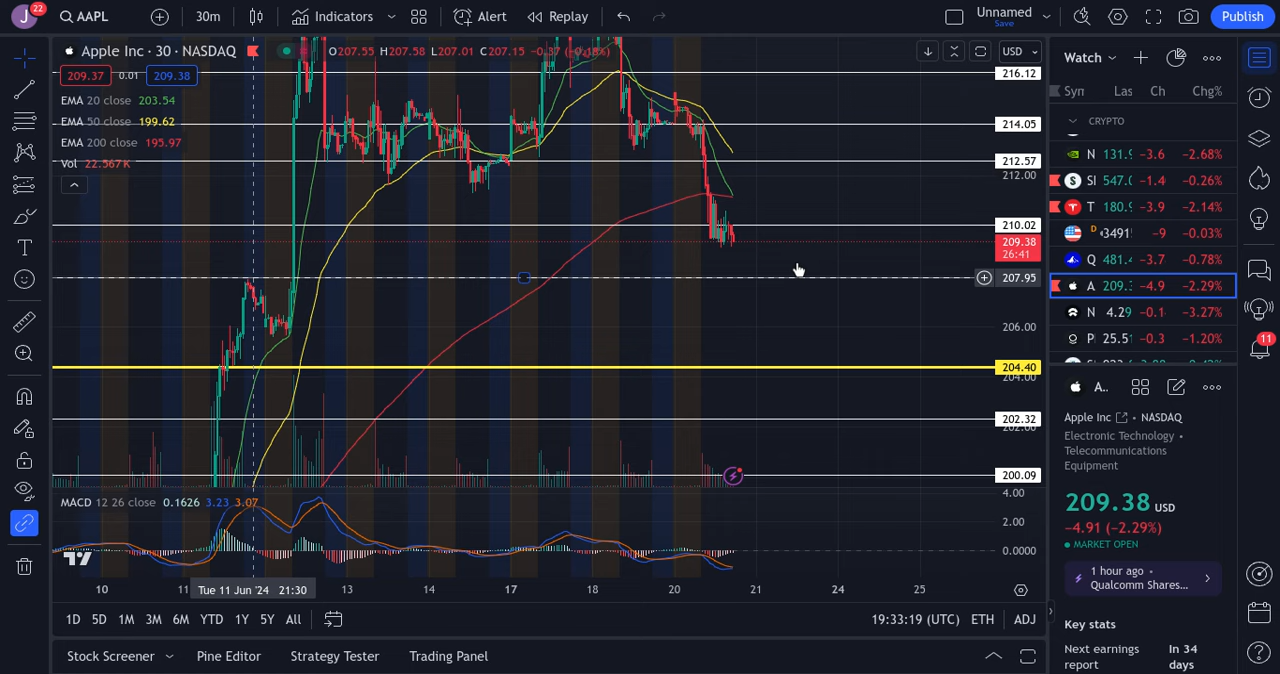 J 22 AAPL 30m Indicators Alert Replay Unnamed Save Publish
Apple Inc · 30 · NASDAQ O207.55 H207.58 L207.01 C207.15 −0.37 (−0.18%) USD
209.37 0.01 209.38
EMA 20 close 203.54
EMA 50 close 199.62
EMA 200 close 195.97
Vol 22.567K
216.12
214.05
212.57
212.00
210.02
209.38
26:41
207.95
206.00
204.40
204.00
202.32
202.00
200.09
MACD 12 26 close 0.1626 3.23 3.07
4.00
2.00
0.0000
10 11 Tue 11 Jun '24 21:30 13 14 17 18 20 21 24 25
1D 5D 1M 3M 6M YTD 1Y 5Y All 19:33:19 (UTC) ETH ADJ
Stock Screener Pine Editor Strategy Tester Trading Panel
Watch
Las Ch Chg%
CRYPTO
N 131.9 −3.6 −2.68%
SI 547.0 −1.4 −0.26%
T 180.9 −3.9 −2.14%
D 3491 −9 −0.03%
Q 481.4 −3.7 −0.78%
A 209.3 −4.9 −2.29%
N 4.29 −0.1 −3.27%
P 25.51 −0.3 −1.20%
A..
Apple Inc NASDAQ
Electronic Technology •
Telecommunications
Equipment
209.38 USD
−4.91 (−2.29%)
MARKET OPEN
1 hour ago •
Qualcomm Shares...
Key stats
Next earnings
report
In 34
days
11